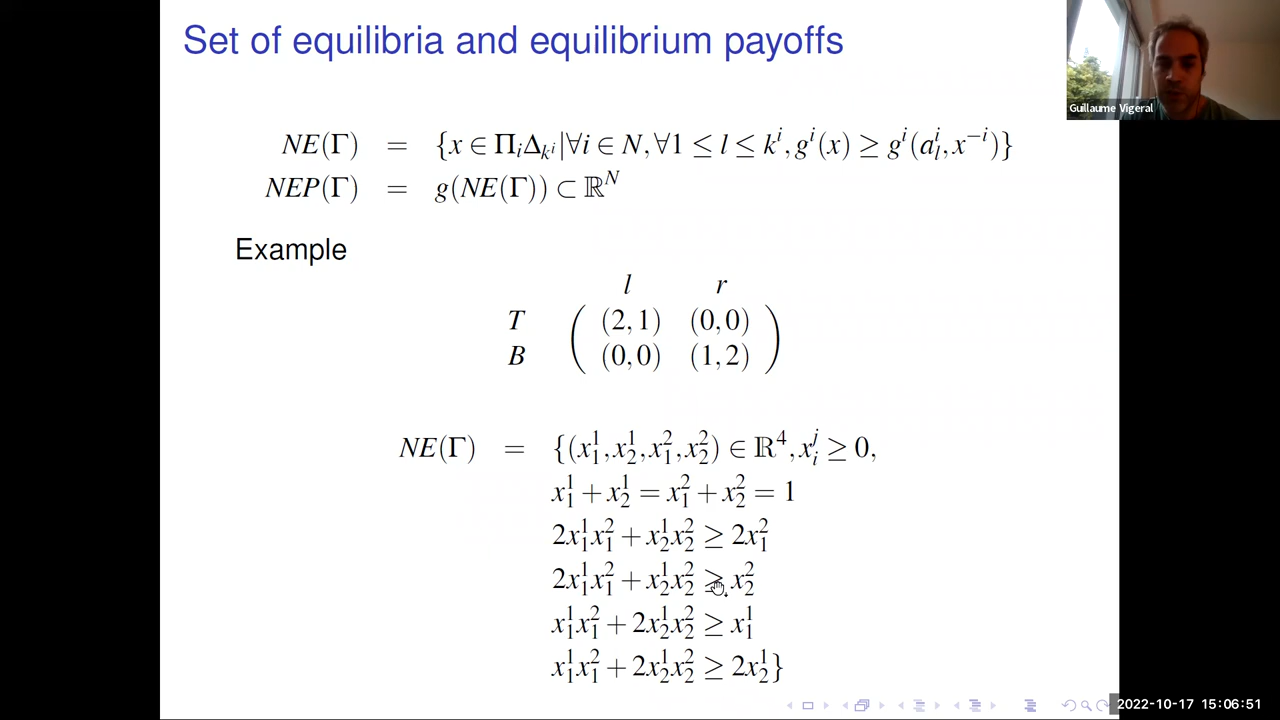 Set of equilibria and equilibrium payoffs
Guillaume Vigeral
NE(Γ) = {x ∈ Π_iΔ_{k^i}|∀i ∈ N, ∀1 ≤ l ≤ k^i, g^i(x) ≥ g^i(a^i_l, x^{−i})}
NEP(Γ) = g(NE(Γ)) ⊂ ℝ^N
Example
l r
T (2,1) (0,0)
B (0,0) (1,2)
NE(Γ) = {(x^1_1, x^1_2, x^2_1, x^2_2) ∈ ℝ^4, x^j_i ≥ 0,
x^1_1 + x^1_2 = x^2_1 + x^2_2 = 1
2x^1_1x^2_1 + x^1_2x^2_2 ≥ 2x^2_1
2x^1_1x^2_1 + x^1_2x^2_2 ≥ x^2_2
x^1_1x^2_1 + 2x^1_2x^2_2 ≥ x^1_1
x^1_1x^2_1 + 2x^1_2x^2_2 ≥ 2x^1_2}
2022-10-17 15:06:51